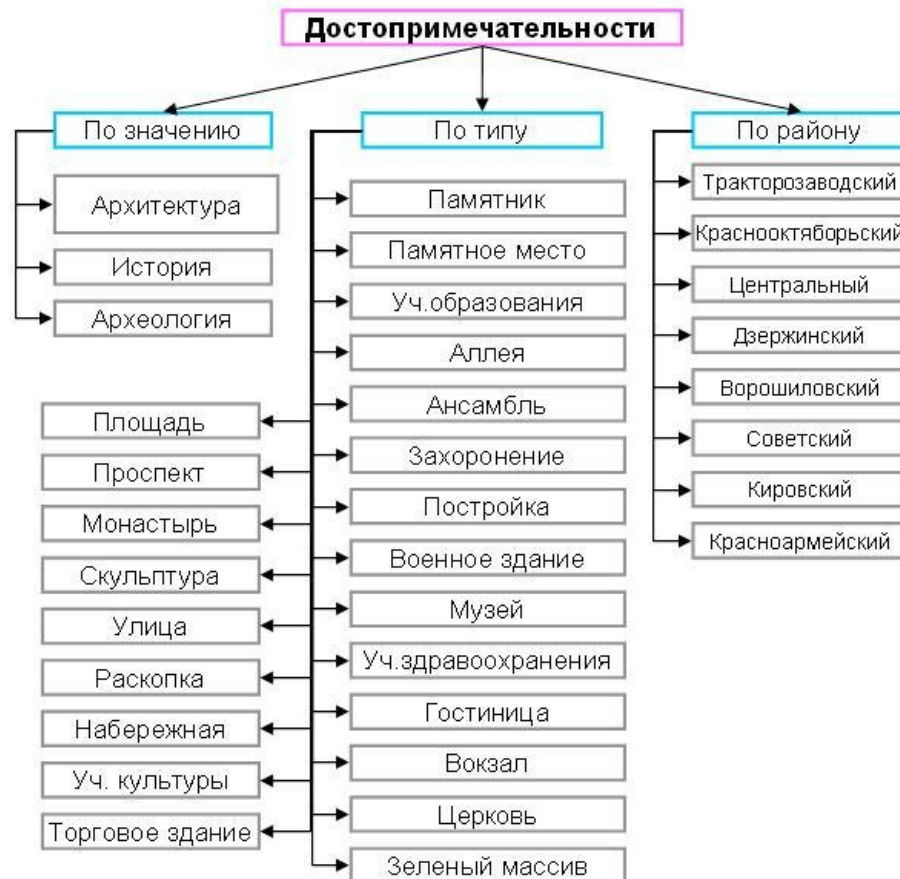 Достопримечательности
По значению
Архитектура
История
Археология
По типу
Памятник
Памятное место
Уч.образования
Аллея
Ансамбль
Захоронение
Постройка
Военное здание
Музей
Уч.здравоохранения
Гостиница
Вокзал
Церковь
Зеленый массив
Площадь
Проспект
Монастырь
Скульптура
Улица
Раскопка
Набережная
Уч. культуры
Торговое здание
По району
Тракторозаводский
Краснооктяборьский
Центральный
Дзержинский
Ворошиловский
Советский
Кировский
Красноармейский